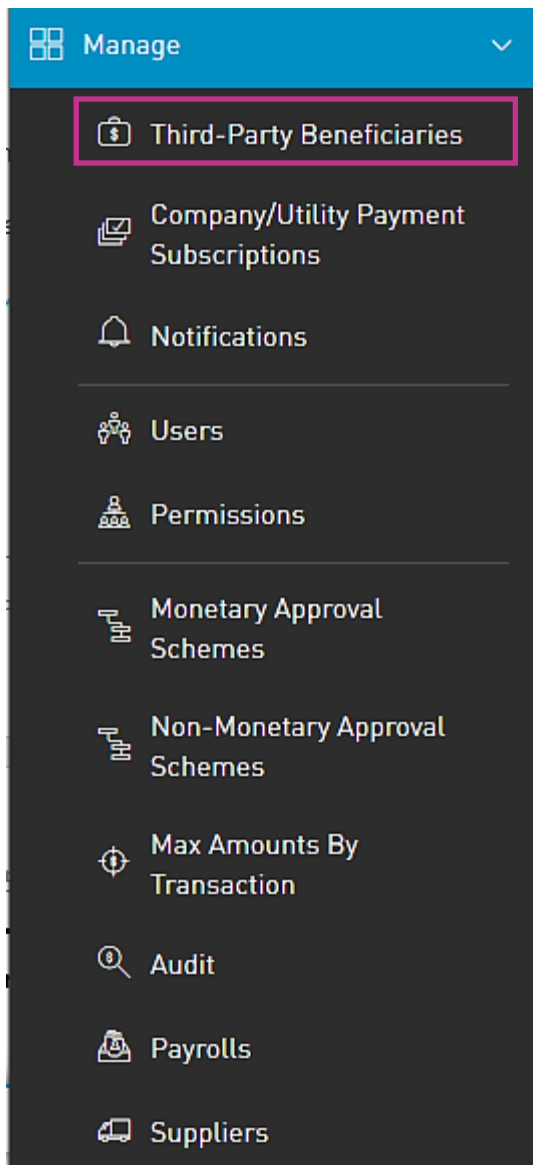 Manage
Third-Party Beneficiaries
Company/Utility Payment
Subscriptions
Notifications
Users
Permissions
Monetary Approval
Schemes
Non-Monetary Approval
Schemes
Max Amounts By
Transaction
Audit
Payrolls
Suppliers